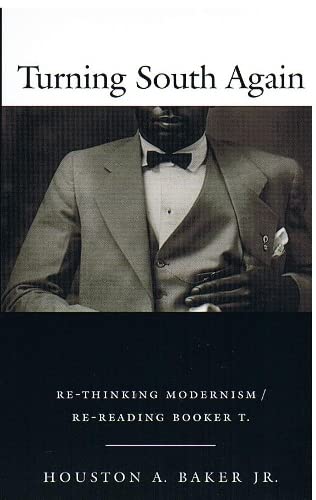 Turning South Again
RE-THINKING MODERNISM /
RE-READING BOOKER T.
HOUSTON A. BAKER JR.